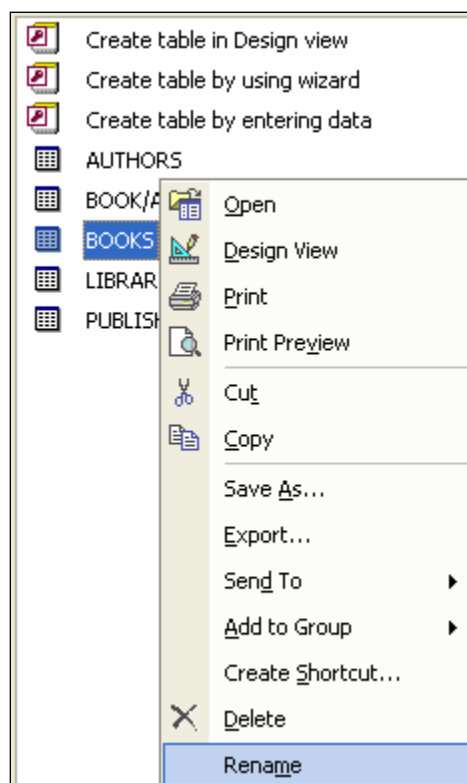 Create table in Design view
Create table by using wizard
Create table by entering data
AUTHORS
BOOK/A
BOOKS
LIBRAR
PUBLISH
Open
Design View
Print
Print Preview
Cut
Copy
Save As...
Export...
Send To
Add to Group
Create Shortcut...
Delete
Rename